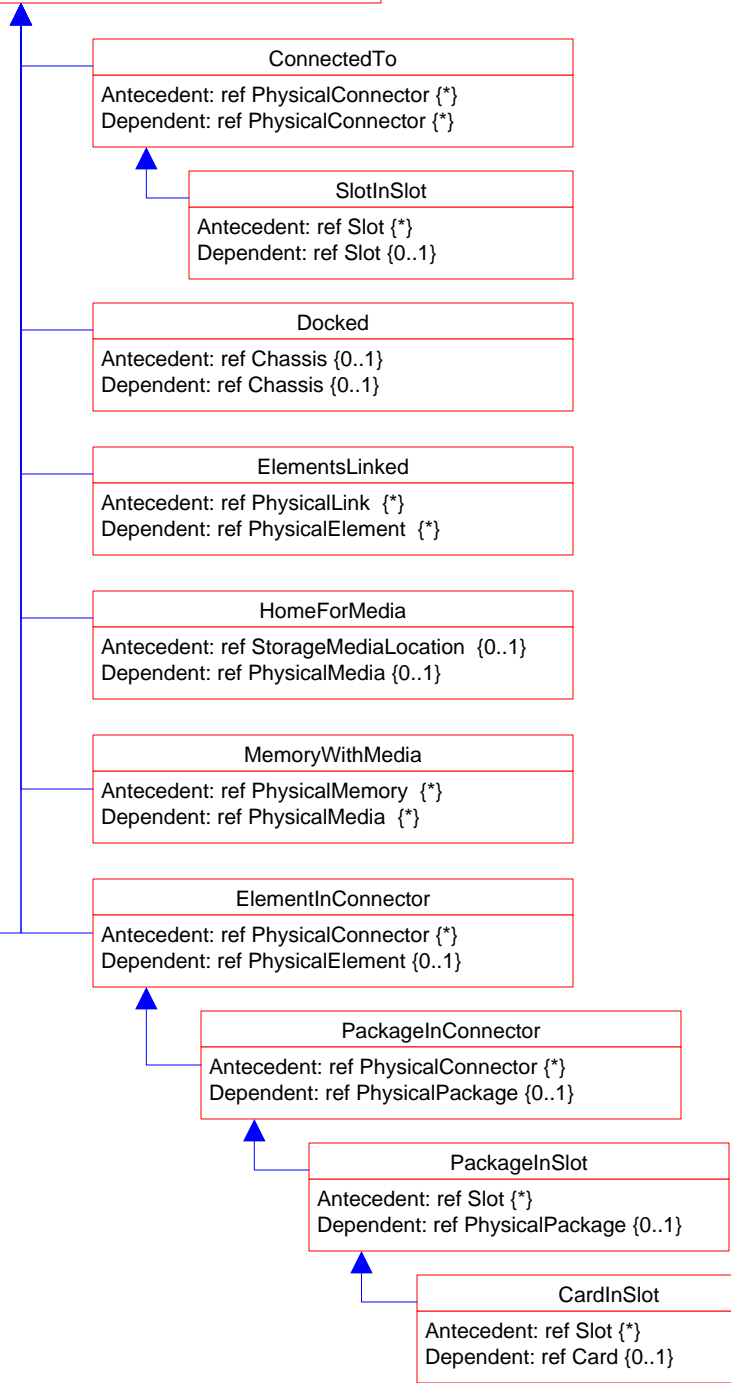 ConnectedTo
Antecedent: ref PhysicalConnector {*}
Dependent: ref PhysicalConnector {*}
SlotInSlot
Antecedent: ref Slot {*}
Dependent: ref Slot {0..1}
Docked
Antecedent: ref Chassis {0..1}
Dependent: ref Chassis {0..1}
ElementsLinked
Antecedent: ref PhysicalLink {*}
Dependent: ref PhysicalElement {*}
HomeForMedia
Antecedent: ref StorageMediaLocation {0..1}
Dependent: ref PhysicalMedia {0..1}
MemoryWithMedia
Antecedent: ref PhysicalMemory {*}
Dependent: ref PhysicalMedia {*}
ElementInConnector
Antecedent: ref PhysicalConnector {*}
Dependent: ref PhysicalElement {0..1}
PackageInConnector
Antecedent: ref PhysicalConnector {*}
Dependent: ref PhysicalPackage {0..1}
PackageInSlot
Antecedent: ref Slot {*}
Dependent: ref PhysicalPackage {0..1}
CardInSlot
Antecedent: ref Slot {*}
Dependent: ref Card {0..1}